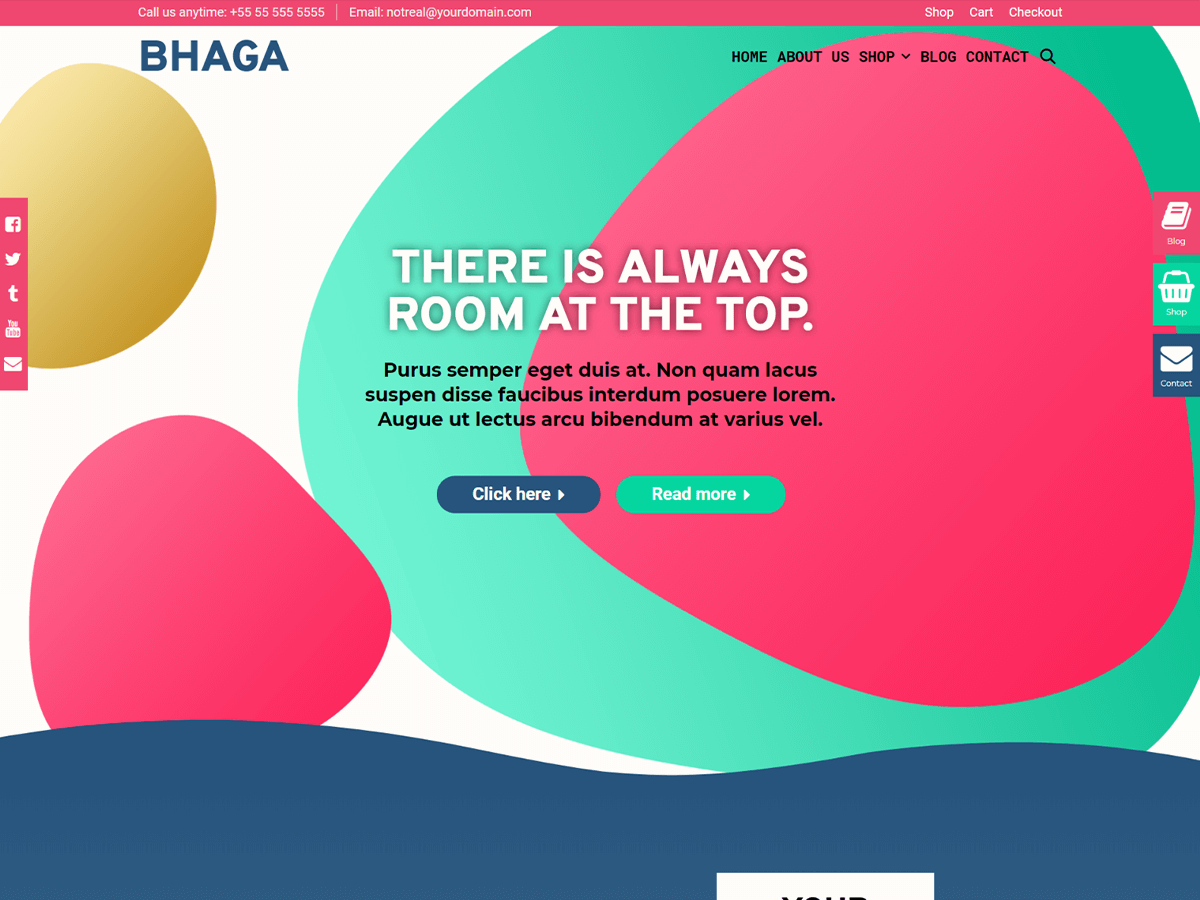 Call us anytime: +55 55 555 5555
Email: notreal@yourdomain.com
Shop Cart Checkout
BHAGA
HOME ABOUT US SHOP BLOG CONTACT
THERE IS ALWAYS
ROOM AT THE TOP.
Purus semper eget duis at. Non quam lacus
suspen disse faucibus interdum posuere lorem.
Augue ut lectus arcu bibendum at varius vel.
Click here
Read more
t
You
Tube
Blog
Shop
Contact
YOUR